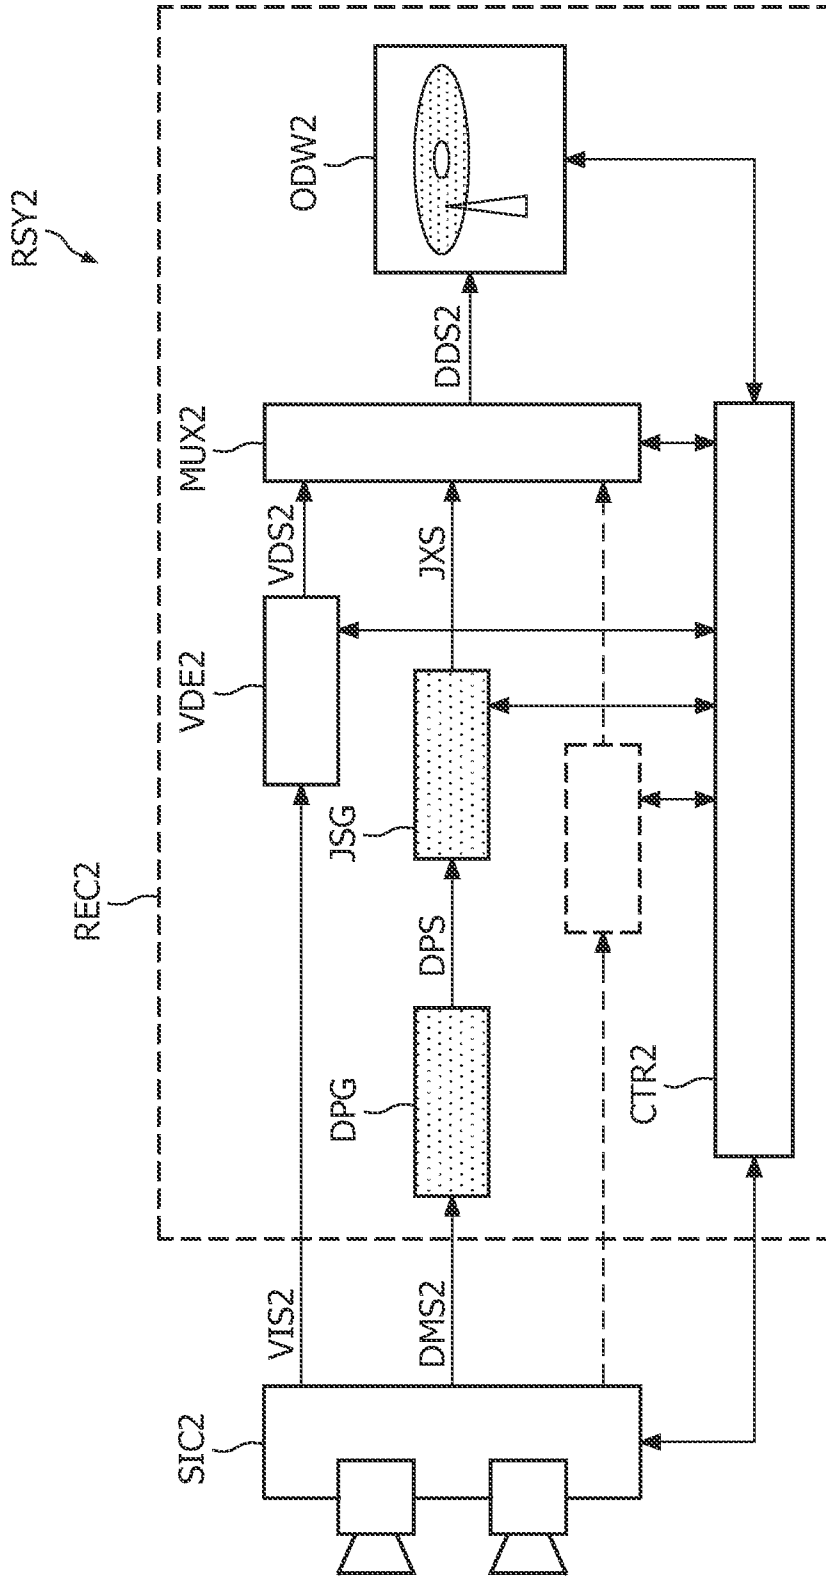 RSY2
REC2
SIC2
VIS2
VDE2
VDS2
MUX2
DDS2
ODW2
DMS2
DPG
DPS
JSG
JXS
CTR2